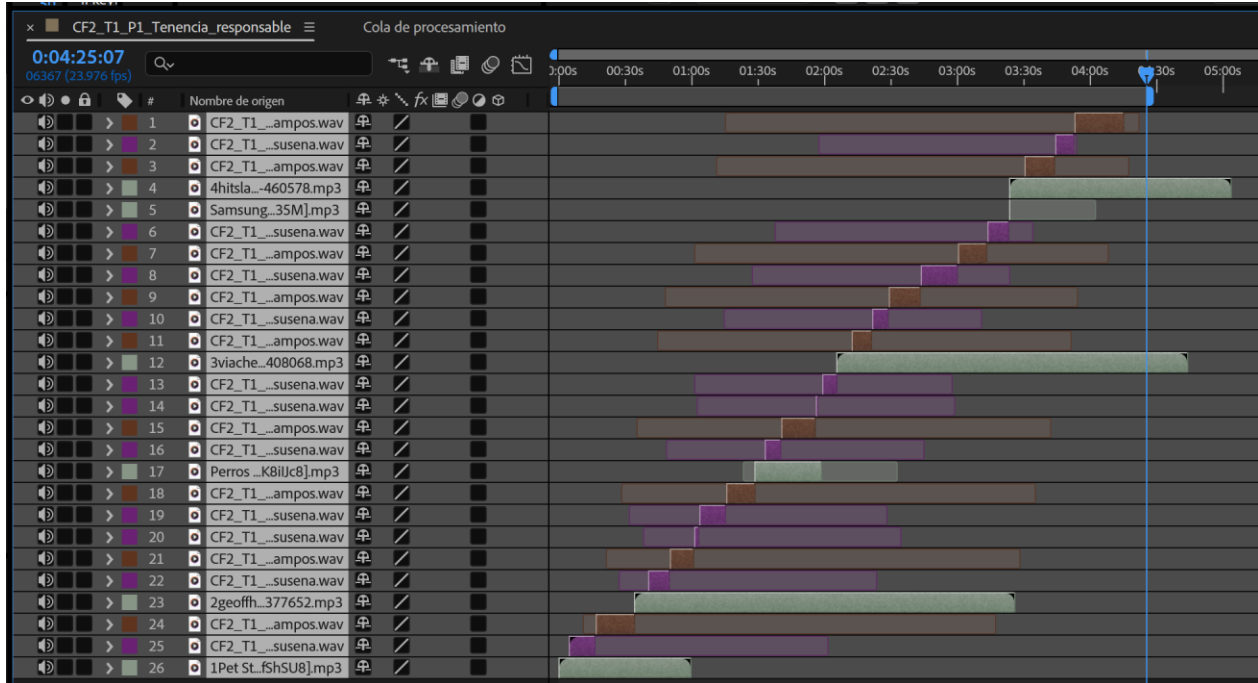 CF2_T1_P1_Tenencia_responsable
Cola de procesamiento
0:04:25:07
06367 (23.976 fps)
0:00s 00:30s 01:00s 01:30s 02:00s 02:30s 03:00s 03:30s 04:00s 30s 05:00s
# Nombre de origen fx
1 CF2_T1_...ampos.wav
2 CF2_T1_...susena.wav
3 CF2_T1_...ampos.wav
4 4hitsla...-460578.mp3
5 Samsung...35M].mp3
6 CF2_T1_...susena.wav
7 CF2_T1_...ampos.wav
8 CF2_T1_...susena.wav
9 CF2_T1_...ampos.wav
10 CF2_T1_...susena.wav
11 CF2_T1_...ampos.wav
12 3viache...408068.mp3
13 CF2_T1_...susena.wav
14 CF2_T1_...susena.wav
15 CF2_T1_...ampos.wav
16 CF2_T1_...susena.wav
17 Perros ...K8iIJc8].mp3
18 CF2_T1_...ampos.wav
19 CF2_T1_...susena.wav
20 CF2_T1_...susena.wav
21 CF2_T1_...ampos.wav
22 CF2_T1_...susena.wav
23 2geoffh...377652.mp3
24 CF2_T1_...ampos.wav
25 CF2_T1_...susena.wav
26 1Pet St...fShSU8].mp3